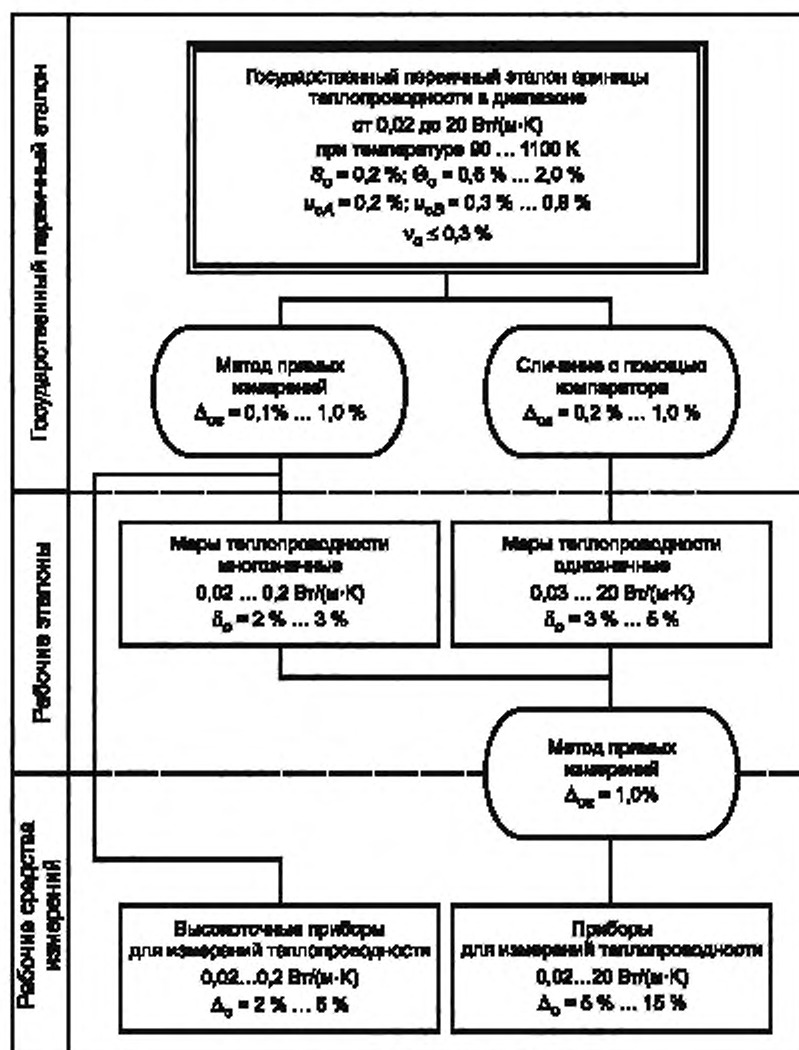 Государственный первичный эталон
Государственный первичный эталон единицы
теплопроводности в диапазоне
от 0,02 до 20 Вт/(м·К)
при температуре 90 ... 1100 К
S₀ = 0,2 %; Θ₀ = 0,6 % ... 2,0 %
u₀A = 0,2 %; u₀B = 0,3 % ... 0,9 %
ν₀ ≤ 0,3 %
Метод прямых
измерений
= 0,1% ... 1,0 %
Сличение с помощью
компаратора
= 0,2 % ... 1,0 %
Рабочие эталоны
Меры теплопроводности
многозначные
0,02 ... 0,2 Вт/(м·К)
δ₀ = 2 % ... 3 %
Меры теплопроводности
однозначные
0,03 ... 20 Вт/(м·К)
δ₀ = 3 % ... 5 %
Метод прямых
измерений
= 1,0%
Рабочие средства
измерений
Высокоточные приборы
для измерений теплопроводности
0,02...0,2 Вт/(м·К)
Δ₀ = 2 % ... 5 %
Приборы
для измерений теплопроводности
0,02...20 Вт/(м·К)
Δ₀ = 5 % ... 15 %